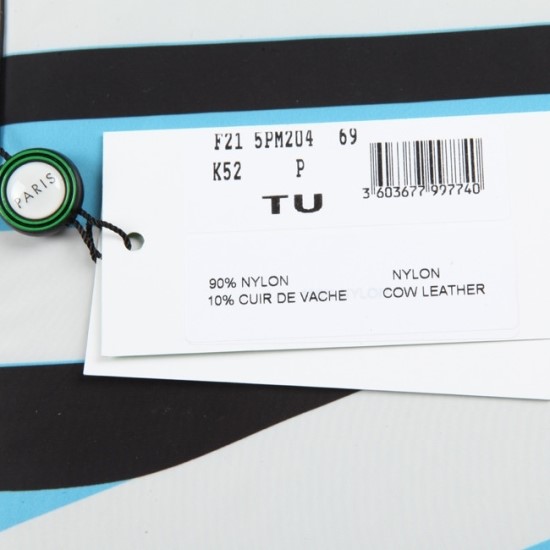 PARIS
F21 5PM204 69
K52 P
TU
3 603677 997740
90% NYLON NYLON
10% CUIR DE VACHE COW LEATHER